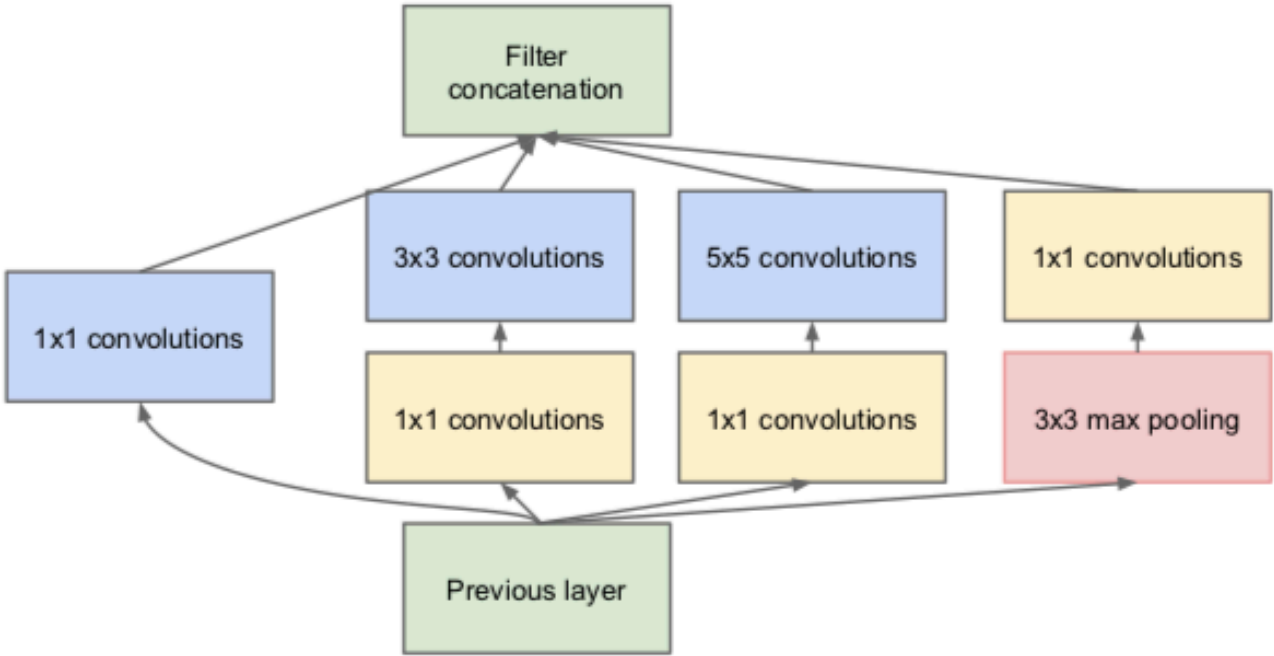 Filter
concatenation
3x3 convolutions
5x5 convolutions
1x1 convolutions
1x1 convolutions
1x1 convolutions
1x1 convolutions
3x3 max pooling
Previous layer